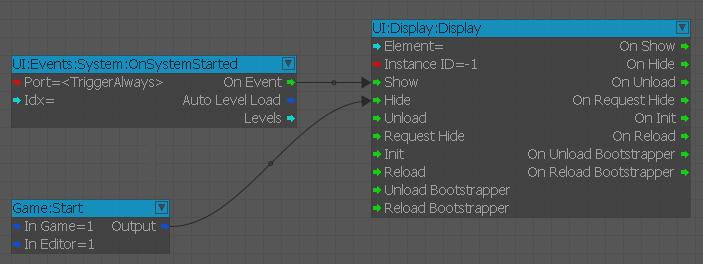 UI:Events:System:OnSystemStarted
Port=<TriggerAlways> On Event
Idx= Auto Level Load
Levels
Game:Start
In Game=1 Output
In Editor=1
UI:Display:Display
Element= On Show
Instance ID=-1 On Hide
Show On Unload
Hide On Request Hide
Unload On Init
Request Hide On Reload
Init On Unload Bootstrapper
Reload On Reload Bootstrapper
Unload Bootstrapper
Reload Bootstrapper